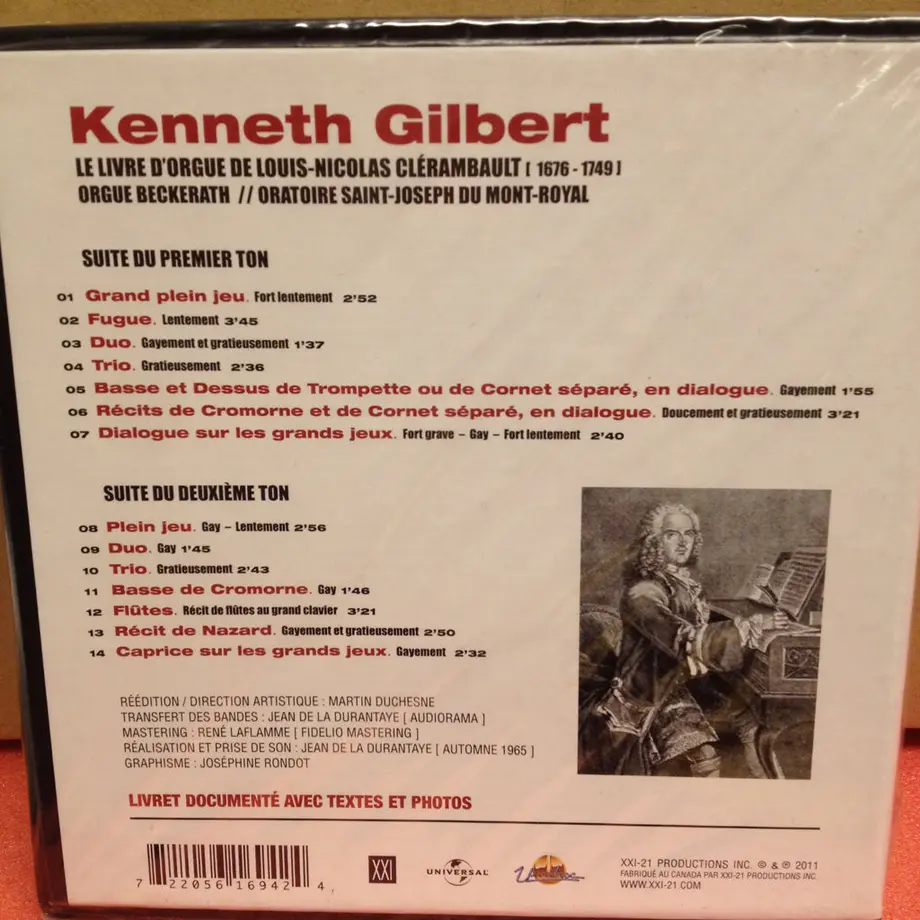 Kenneth Gilbert
LE LIVRE D'ORGUE DE LOUIS-NICOLAS CLÉRAMBAULT [ 1676 - 1749 ]
ORGUE BECKERATH // ORATOIRE SAINT-JOSEPH DU MONT-ROYAL
SUITE DU PREMIER TON
01 Grand plein jeu. Fort lentement 2'52
02 Fugue. Lentement 3'45
03 Duo. Gayement et gratieusement 1'37
04 Trio. Gratieusement 2'36
05 Basse et Dessus de Trompette ou de Cornet séparé, en dialogue. Gayement 1'55
06 Récits de Cromorne et de Cornet séparé, en dialogue. Doucement et gratieusement 3'21
07 Dialogue sur les grands jeux. Fort grave – Gay – Fort lentement 2'40
SUITE DU DEUXIÈME TON
08 Plein jeu. Gay – Lentement 2'56
09 Duo. Gay 1'45
10 Trio. Gratieusement 2'43
11 Basse de Cromorne. Gay 1'46
12 Flûtes. Récit de flûtes au grand clavier 3'21
13 Récit de Nazard. Gayement et gratieusement 2'50
14 Caprice sur les grands jeux. Gayement 2'32
RÉÉDITION / DIRECTION ARTISTIQUE : MARTIN DUCHESNE
TRANSFERT DES BANDES : JEAN DE LA DURANTAYE [ AUDIORAMA ]
MASTERING : RENÉ LAFLAMME [ FIDELIO MASTERING ]
RÉALISATION ET PRISE DE SON : JEAN DE LA DURANTAYE [ AUTOMNE 1965 ]
GRAPHISME : JOSÉPHINE RONDOT
LIVRET DOCUMENTÉ AVEC TEXTES ET PHOTOS
7 22056 16942 4
XXI
UNIVERSAL
XXI-21 PRODUCTIONS INC. © & ℗ 2011
FABRIQUÉ AU CANADA PAR XXI-21 PRODUCTIONS INC.
WWW.XXI-21.COM